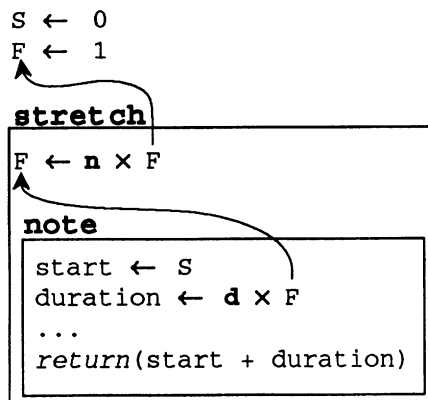 S ← 0
F ← 1
stretch
F ← n × F
note
start ← S
duration ← d × F
...
return(start + duration)